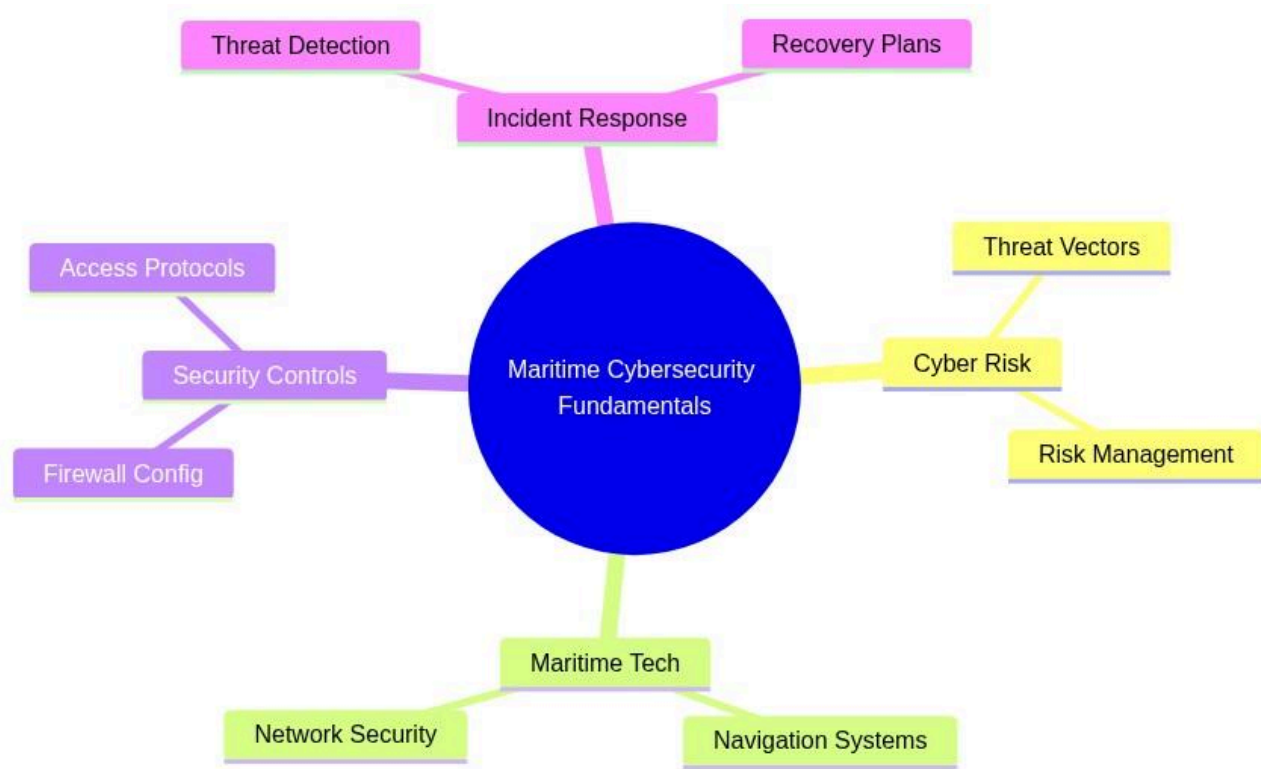 Threat Detection
Recovery Plans
Incident Response
Threat Vectors
Access Protocols
Cyber Risk
Security Controls
Maritime Cybersecurity
Fundamentals
Risk Management
Firewall Config
Maritime Tech
Network Security
Navigation Systems